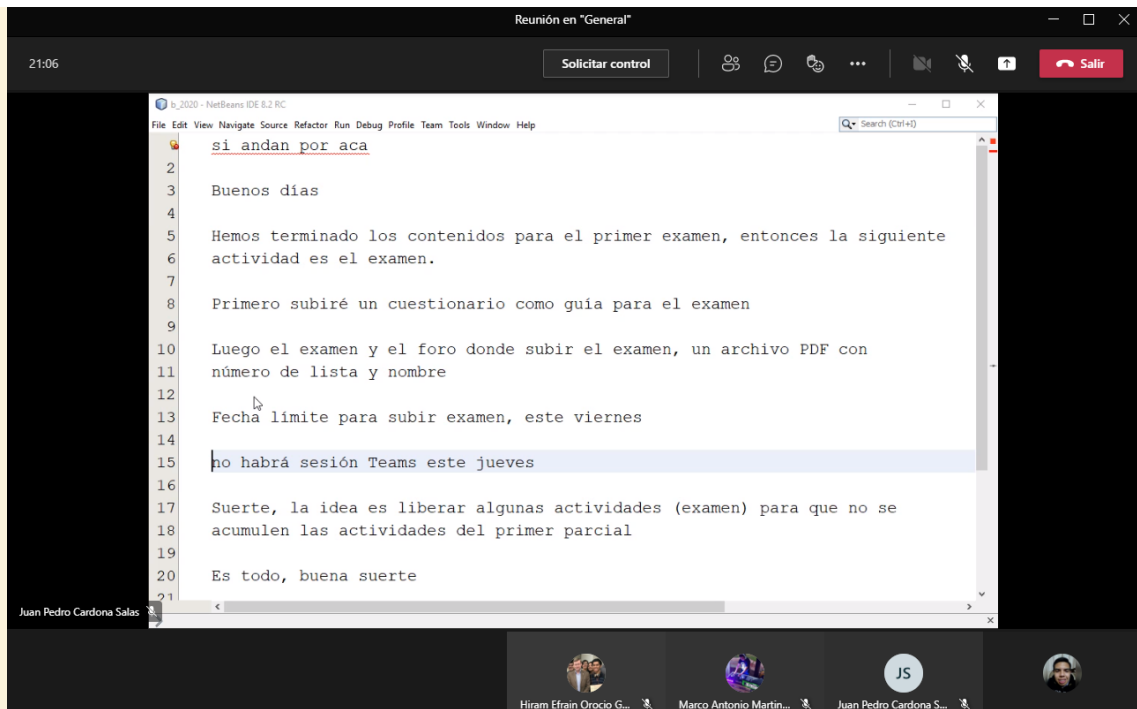 Reunión en "General"
21:06
Solicitar control
Salir
b_2020 - NetBeans IDE 8.2 RC
File Edit View Navigate Source Refactor Run Debug Profile Team Tools Window Help
Search (Ctrl+I)
si andan por aca
2
3 Buenos días
4
5 Hemos terminado los contenidos para el primer examen, entonces la siguiente
6 actividad es el examen.
7
8 Primero subiré un cuestionario como guía para el examen
9
10 Luego el examen y el foro donde subir el examen, un archivo PDF con
11 número de lista y nombre
12
13 Fecha límite para subir examen, este viernes
14
15 no habrá sesión Teams este jueves
16
17 Suerte, la idea es liberar algunas actividades (examen) para que no se
18 acumulen las actividades del primer parcial
19
20 Es todo, buena suerte
21
Juan Pedro Cardona Salas
JS
Hiram Efrain Orocio G... Marco Antonio Martin... Juan Pedro Cardona S...